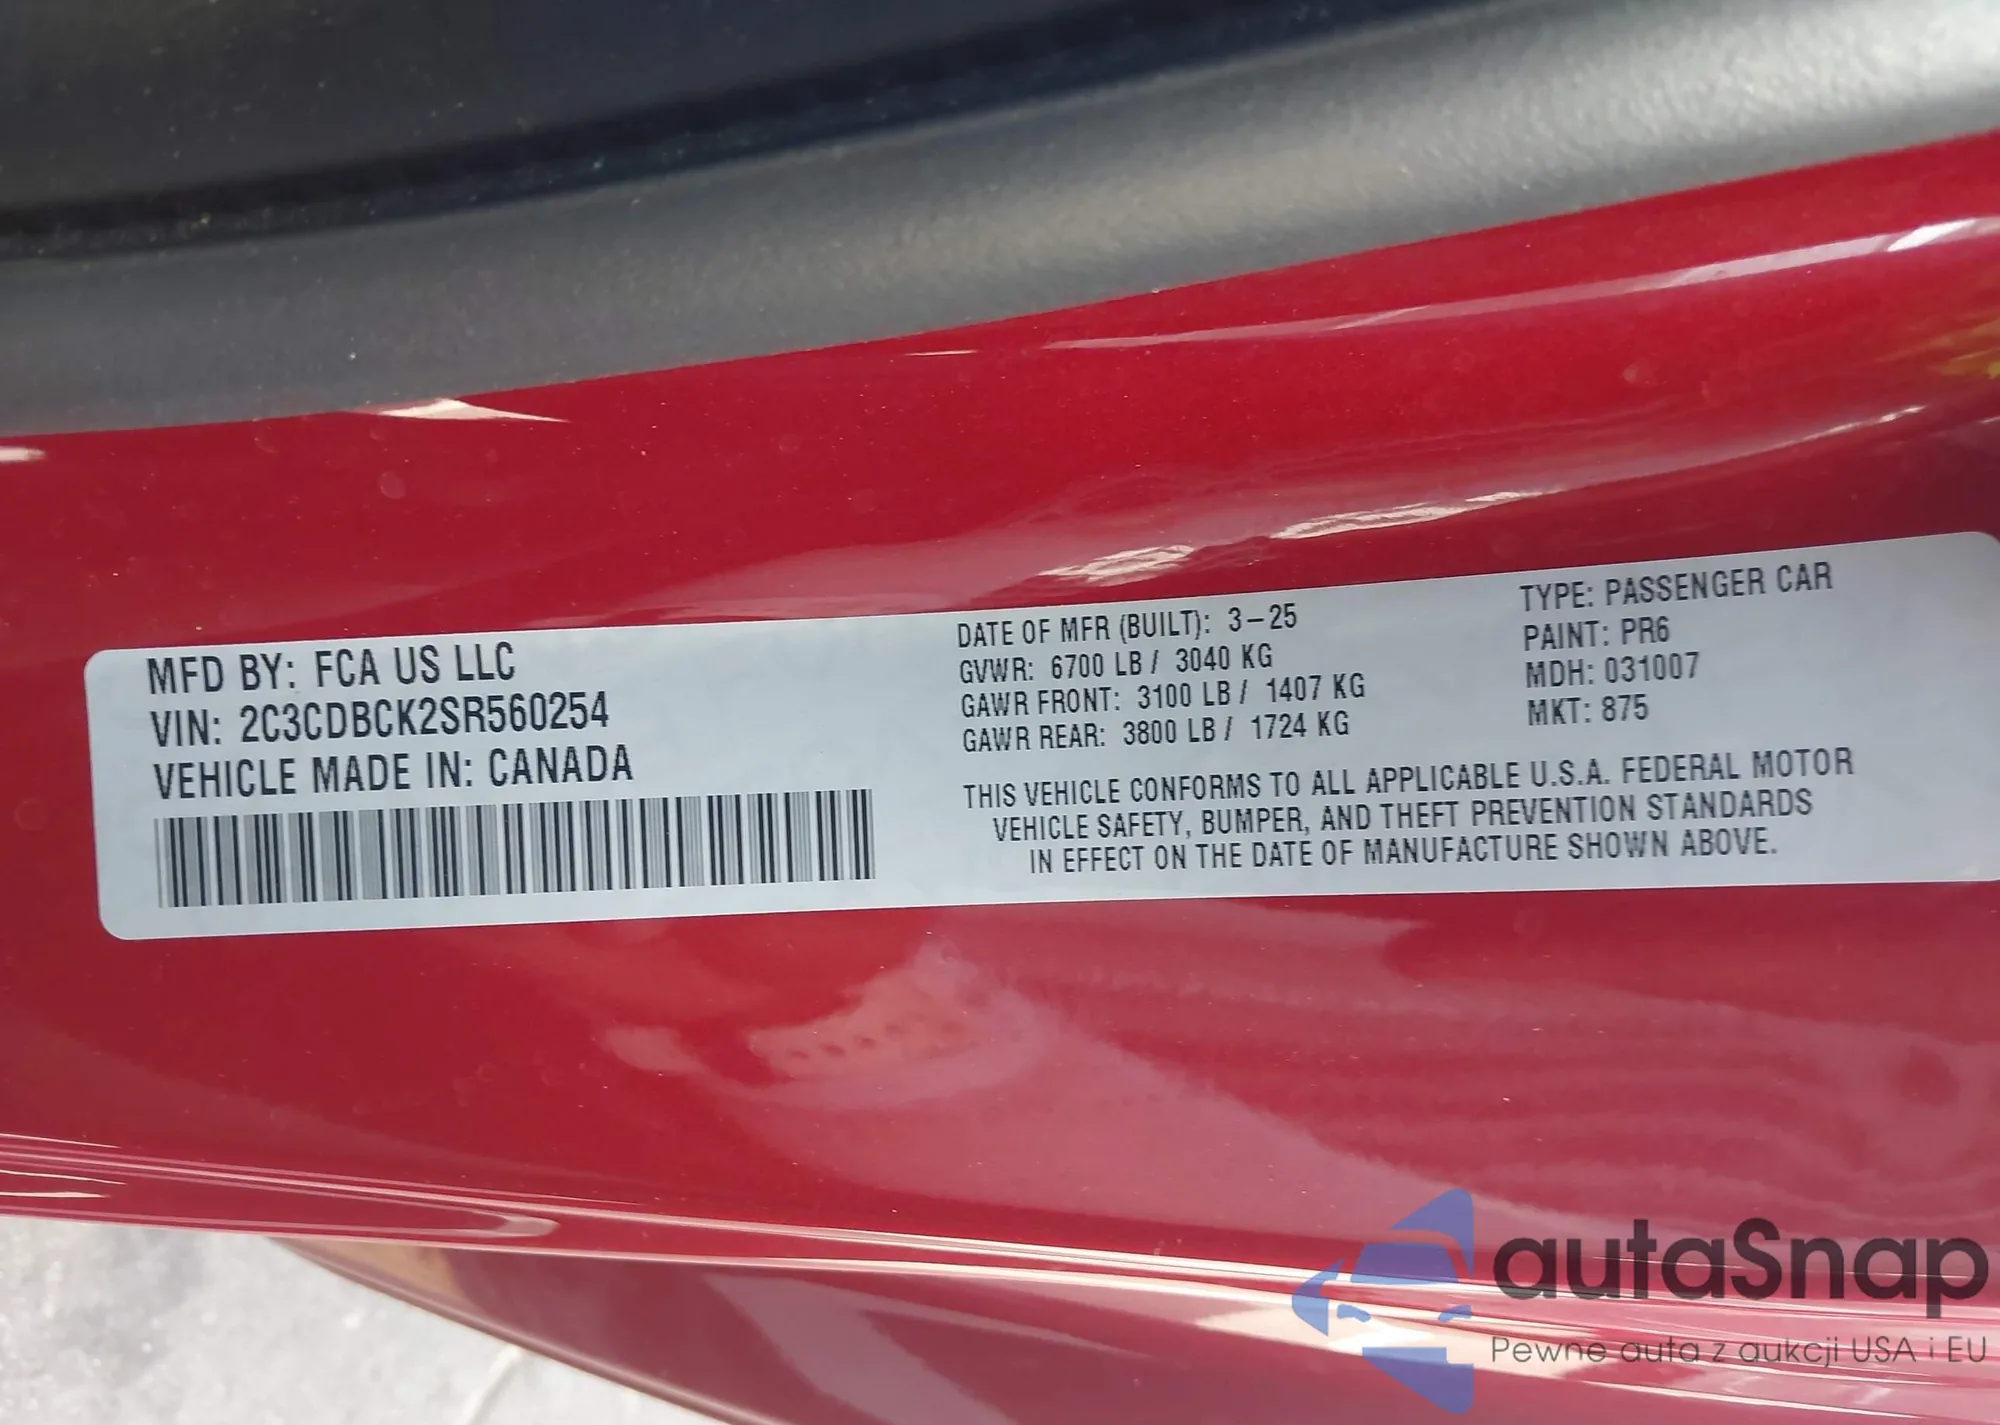 MFD BY: FCA US LLC
VIN: 2C3CDBCK2SR560254
VEHICLE MADE IN: CANADA
DATE OF MFR (BUILT): 3-25
GVWR: 6700 LB / 3040 KG
GAWR FRONT: 3100 LB / 1407 KG
GAWR REAR: 3800 LB / 1724 KG
TYPE: PASSENGER CAR
PAINT: PR6
MDH: 031007
MKT: 875
THIS VEHICLE CONFORMS TO ALL APPLICABLE U.S.A. FEDERAL MOTOR
VEHICLE SAFETY, BUMPER, AND THEFT PREVENTION STANDARDS
IN EFFECT ON THE DATE OF MANUFACTURE SHOWN ABOVE.
autaSnap
Pewne auta z aukcji USA i EU